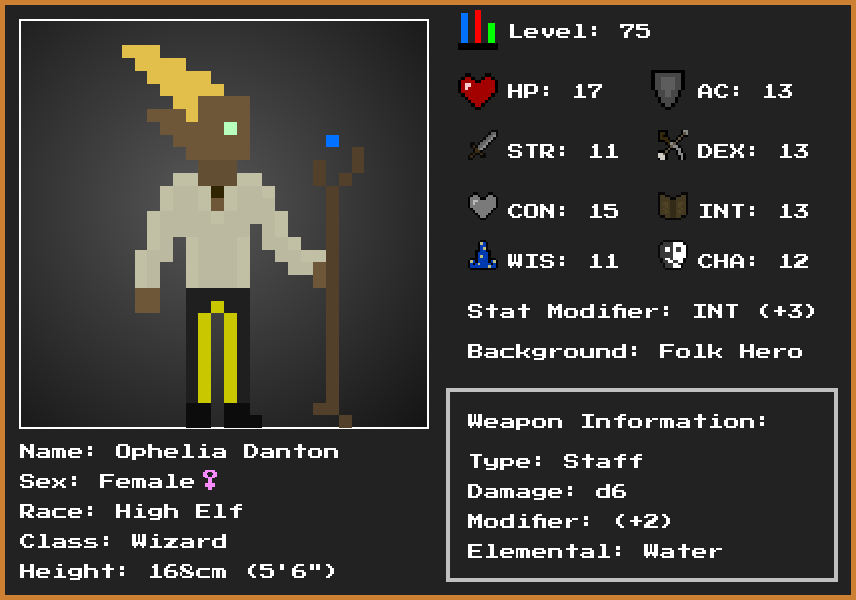 Level: 75
HP: 17
AC: 13
STR: 11
DEX: 13
CON: 15
INT: 13
WIS: 11
CHA: 12
Stat Modifier: INT (+3)
Background: Folk Hero
Weapon Information:
Type: Staff
Damage: d6
Modifier: (+2)
Elemental: Water
Name: Ophelia Danton
Sex: Female♀
Race: High Elf
Class: Wizard
Height: 168cm (5'6")